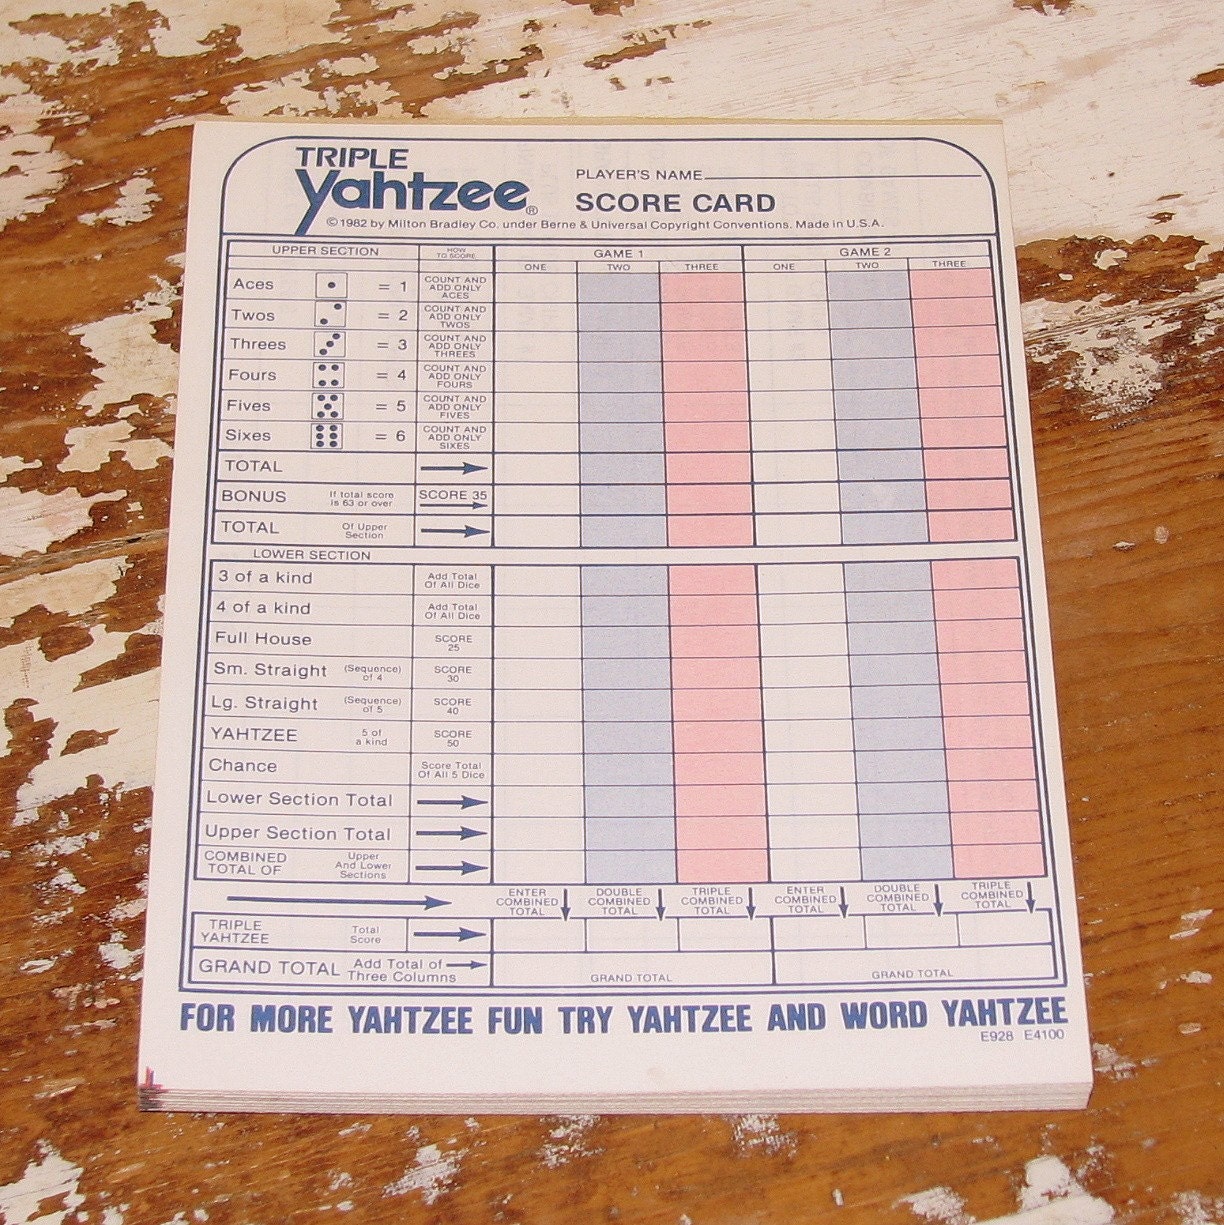 TRIPLE
Yahtzee®
PLAYER'S NAME
SCORE CARD
© 1982 by Milton Bradley Co. under Berne & Universal Copyright Conventions. Made in U.S.A.
UPPER SECTION HOW TO SCORE GAME 1 GAME 2
ONE TWO THREE ONE TWO THREE
Aces = 1 COUNT AND ADD ONLY ACES
Twos = 2 COUNT AND ADD ONLY TWOS
Threes = 3 COUNT AND ADD ONLY THREES
Fours = 4 COUNT AND ADD ONLY FOURS
Fives = 5 COUNT AND ADD ONLY FIVES
Sixes = 6 COUNT AND ADD ONLY SIXES
TOTAL
BONUS If total score is 63 or over SCORE 35
TOTAL Of Upper Section
LOWER SECTION
3 of a kind Add Total Of All Dice
4 of a kind Add Total Of All Dice
Full House SCORE 25
Sm. Straight (Sequence) of 4 SCORE 30
Lg. Straight (Sequence) of 5 SCORE 40
YAHTZEE 5 of a kind SCORE 50
Chance Score Total Of All 5 Dice
Lower Section Total
Upper Section Total
COMBINED TOTAL OF Upper And Lower Sections
ENTER COMBINED TOTAL DOUBLE COMBINED TOTAL TRIPLE COMBINED TOTAL ENTER COMBINED TOTAL DOUBLE COMBINED TOTAL TRIPLE COMBINED TOTAL
TRIPLE YAHTZEE Total Score
GRAND TOTAL Add Total of Three Columns GRAND TOTAL GRAND TOTAL
FOR MORE YAHTZEE FUN TRY YAHTZEE AND WORD YAHTZEE
E928 E4100